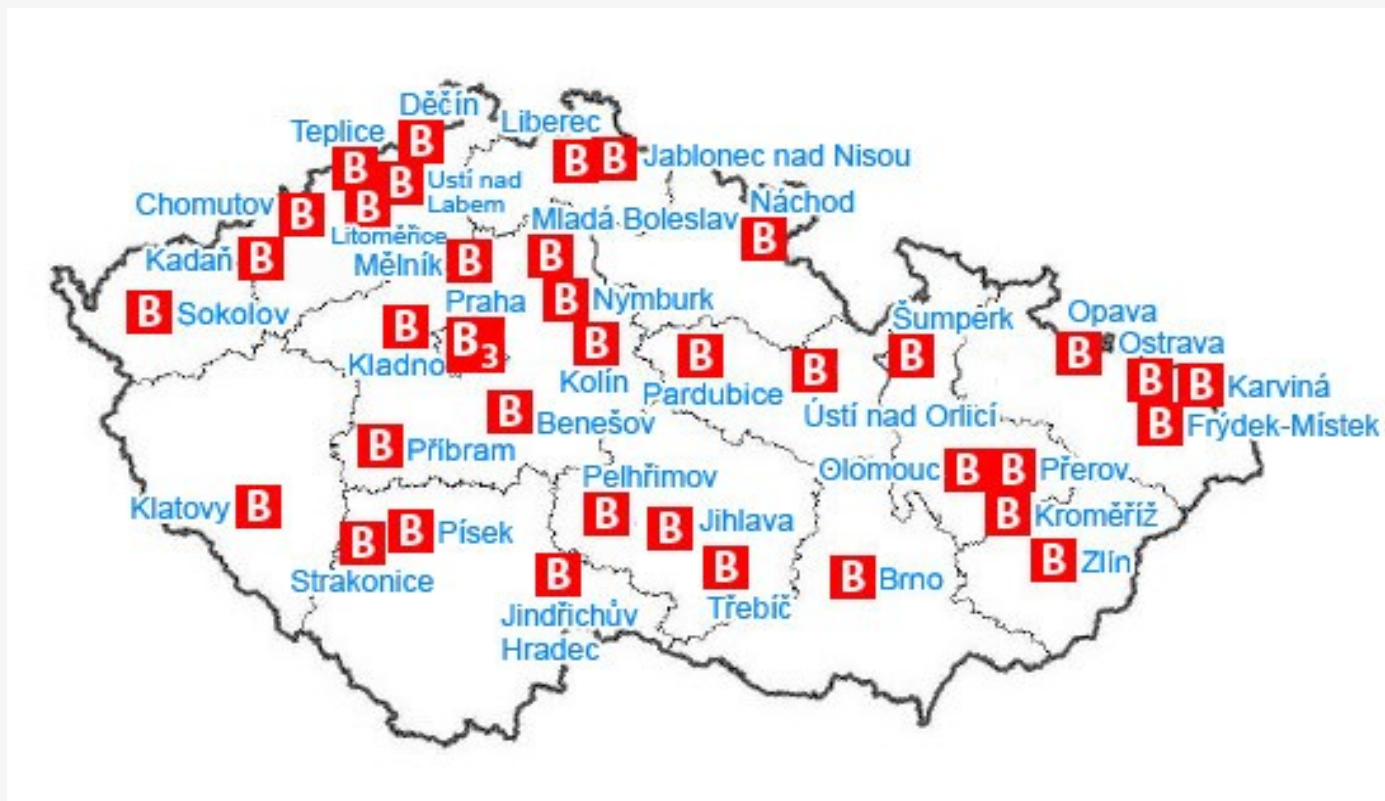 Děčín
Teplice
Liberec
B
B
B B
Jablonec nad Nisou
B
Ustí nad
Labem
Chomutov
B
B
Náchod
Litoměřice
Mladá Boleslav
B
Kadaň
B
Mělník
B
B
Sokolov
B
Praha
B
Nymburk
Šumperk
Opava
Kladno
B
B3
B
Kolín
Pardubice
B
B
Ústí nad Orlicí
B
B
Ostrava
B
B
Karviná
B
Frýdek-Místek
B
Benešov
B
Příbram
Olomouc
B
B
Přerov
Klatovy
B
Pelhřimov
B
B
Jihlava
B
Kroměříž
Strakonice
B
B
Písek
B
Zlín
Jindřichův
Hradec
B
B
Třebíč
B
Brno